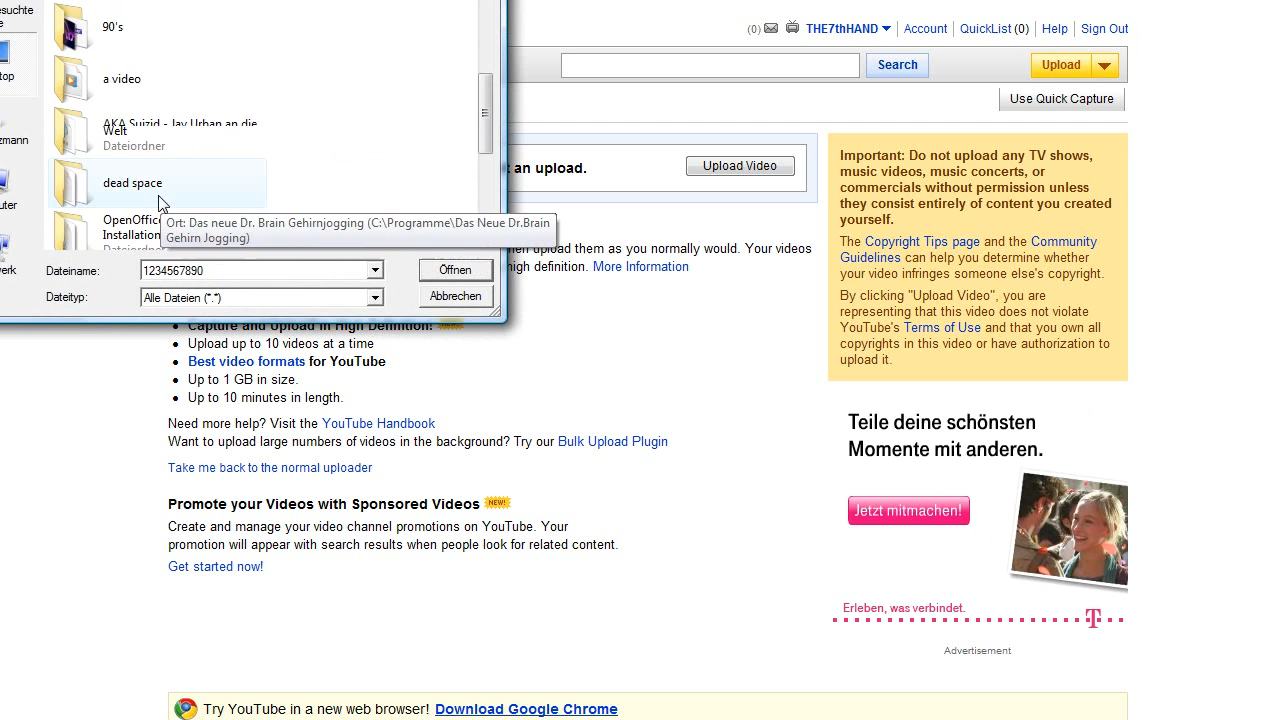 esuchte
e
top
zmann
uter
erk
90's
a video
AKA Suizid - Jay Urban an die
Welt
Dateiordner
dead space
OpenOffice
Installation
Dateiordner
Ort: Das neue Dr. Brain Gehirnjogging (C:\Programme\Das Neue Dr.Brain
Gehirn Jogging)
Dateiname:
1234567890
Öffnen
Dateityp:
Alle Dateien (*.*)
Abbrechen
(0)
THE7thHAND
Account
QuickList (0)
Help
Sign Out
Search
Upload
Use Quick Capture
an upload.
Upload Video
hen upload them as you normally would. Your videos
high definition. More Information
Capture and Upload in High Definition!
Upload up to 10 videos at a time
Best video formats for YouTube
Up to 1 GB in size.
Up to 10 minutes in length.
Need more help? Visit the YouTube Handbook
Want to upload large numbers of videos in the background? Try our Bulk Upload Plugin
Take me back to the normal uploader
Promote your Videos with Sponsored Videos NEW!
Create and manage your video channel promotions on YouTube. Your
promotion will appear with search results when people look for related content.
Get started now!
Important: Do not upload any TV shows,
music videos, music concerts, or
commercials without permission unless
they consist entirely of content you created
yourself.
The Copyright Tips page and the Community
Guidelines can help you determine whether
your video infringes someone else's copyright.
By clicking "Upload Video", you are
representing that this video does not violate
YouTube's Terms of Use and that you own all
copyrights in this video or have authorization to
upload it.
Teile deine schönsten
Momente mit anderen.
Jetzt mitmachen!
Erleben, was verbindet.
T
Advertisement
Try YouTube in a new web browser! Download Google Chrome